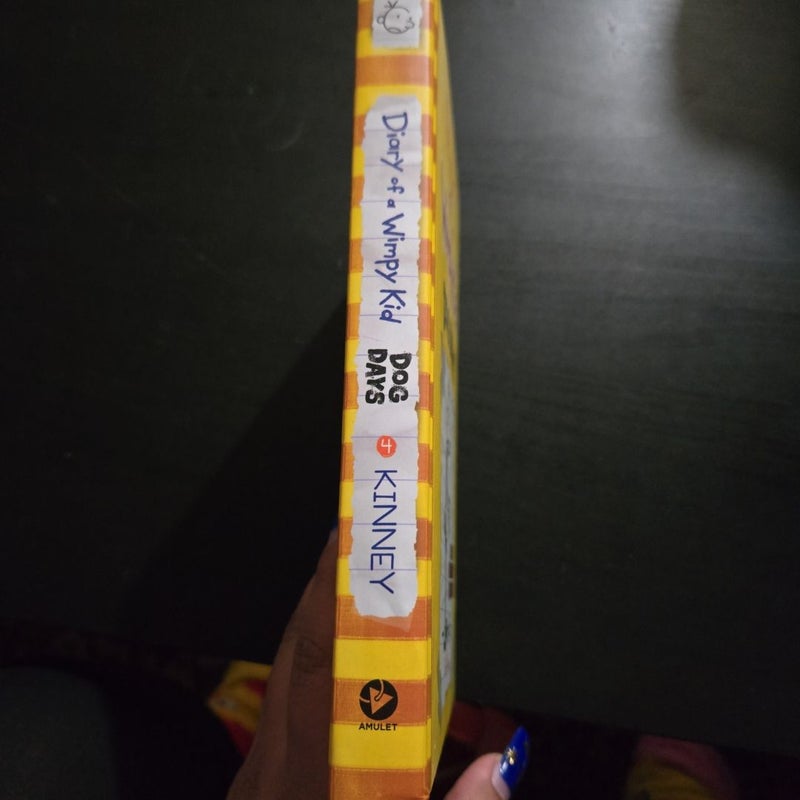 Diary of a Wimpy Kid
DOG
DAYS
4
KINNEY
AMULET